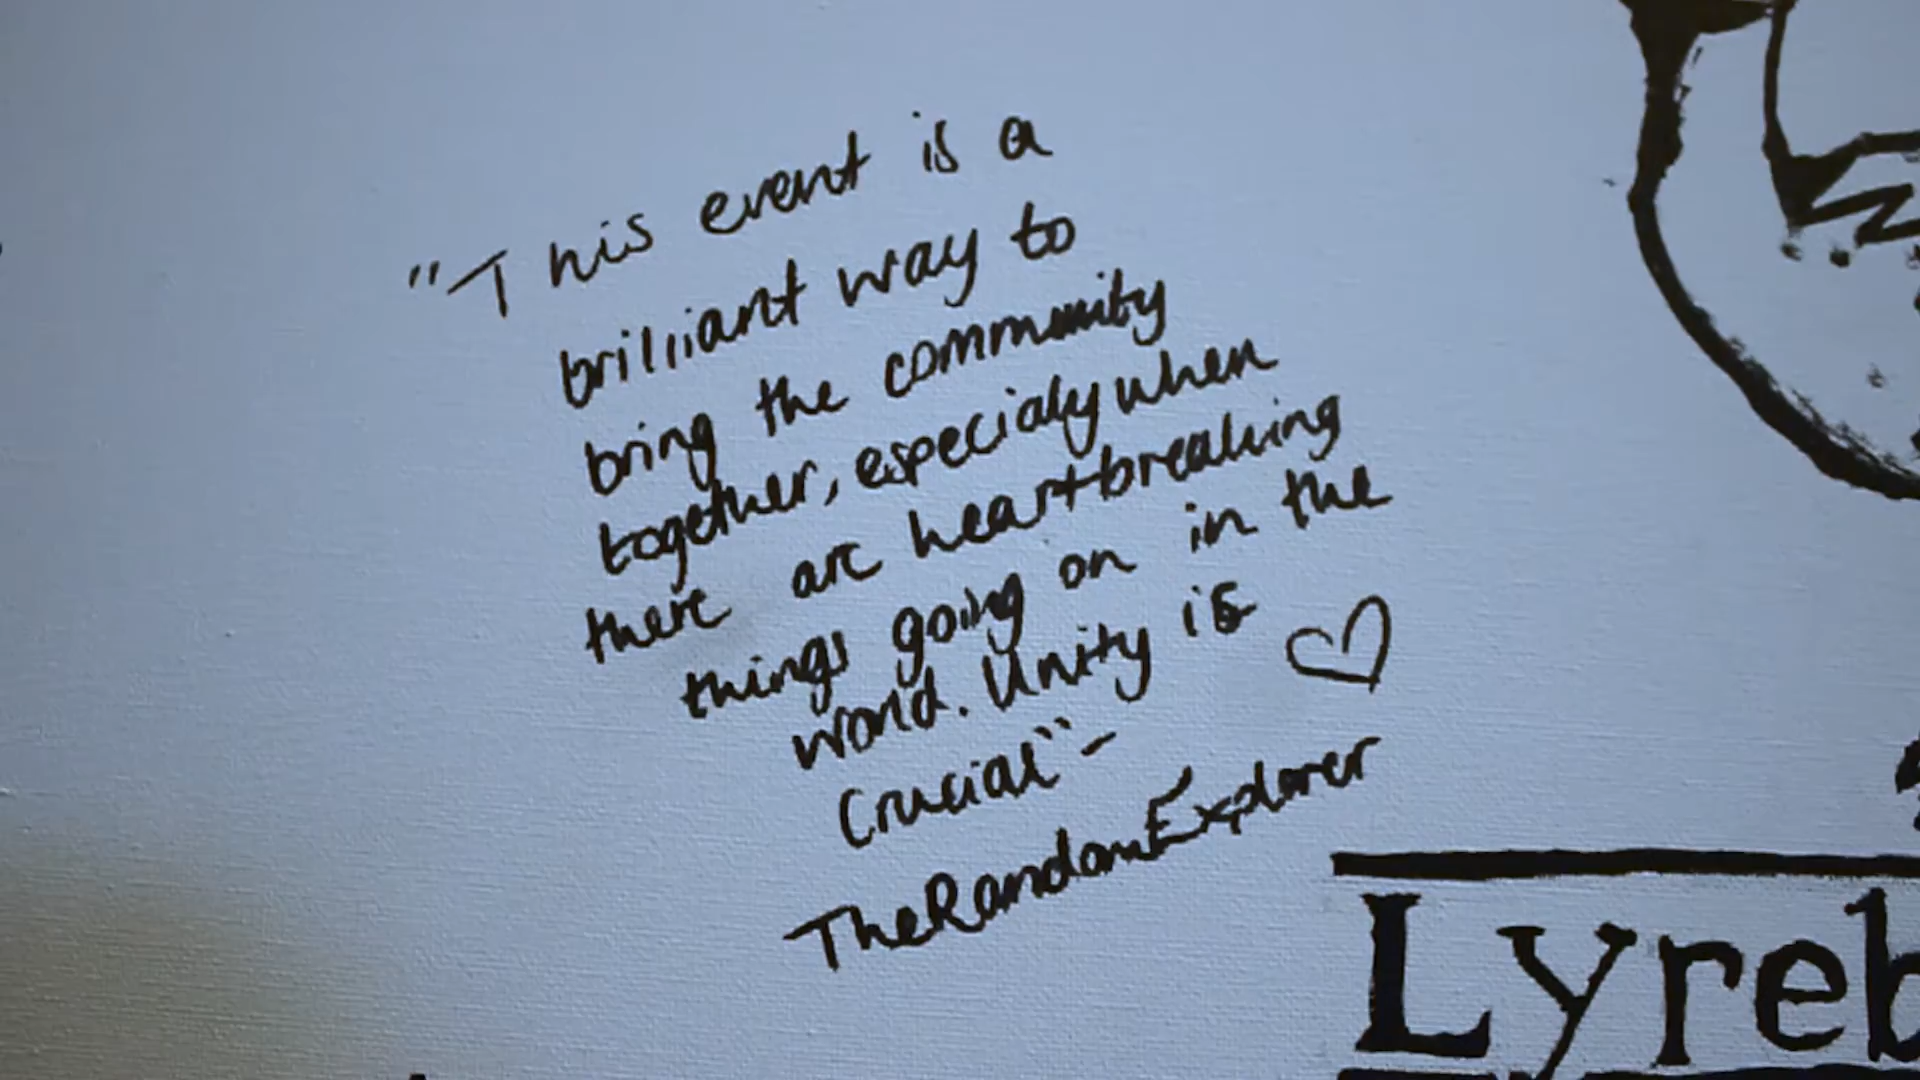 "This event is a
brilliant way to
bring the community
together, especialy when
there are heartbreaking
things going on in the
world. Unity is
Crucial" -
TheRandomExplorer
Lyreb